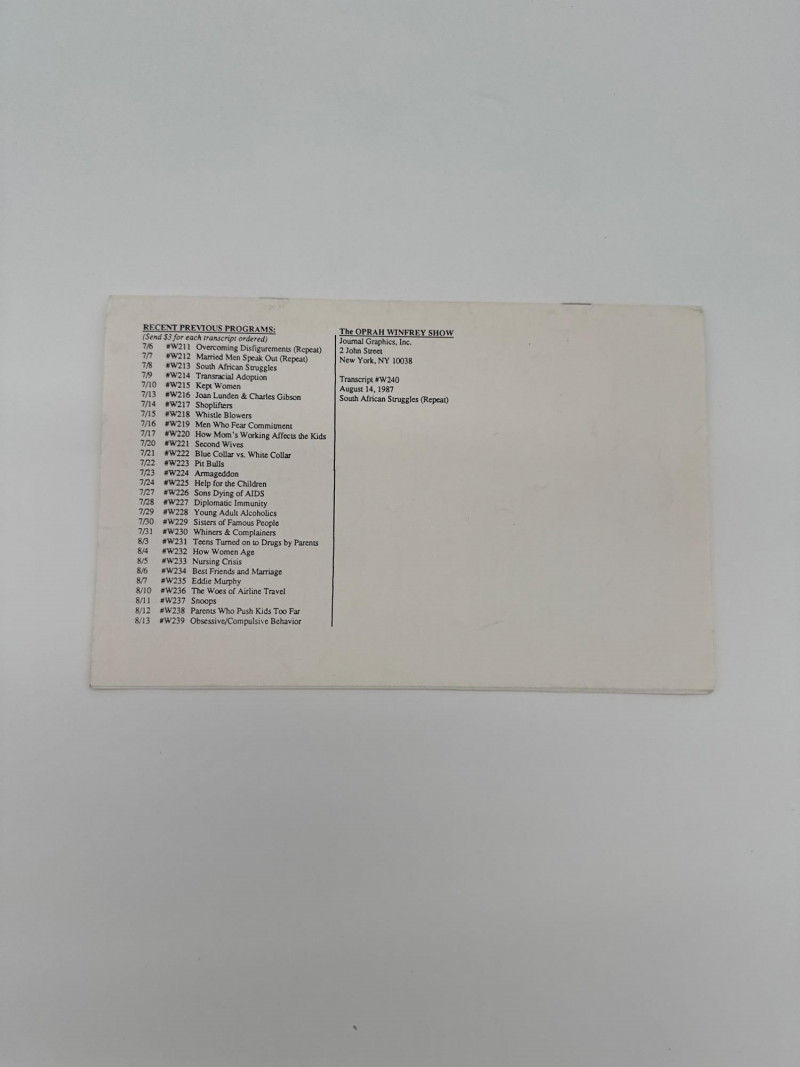 RECENT PREVIOUS PROGRAMS:
(Send $3 for each transcript ordered)
7/6 #W211 Overcoming Disfigurements (Repeat)
7/7 #W212 Married Men Speak Out (Repeat)
7/8 #W213 South African Struggles
7/9 #W214 Transracial Adoption
7/10 #W215 Kept Women
7/13 #W216 Joan Lunden & Charles Gibson
7/14 #W217 Shoplifters
7/15 #W218 Whistle Blowers
7/16 #W219 Men Who Fear Commitment
7/17 #W220 How Mom's Working Affects the Kids
7/20 #W221 Second Wives
7/21 #W222 Blue Collar vs. White Collar
7/22 #W223 Pit Bulls
7/23 #W224 Armageddon
7/24 #W225 Help for the Children
7/27 #W226 Sons Dying of AIDS
7/28 #W227 Diplomatic Immunity
7/29 #W228 Young Adult Alcoholics
7/30 #W229 Sisters of Famous People
7/31 #W230 Whiners & Complainers
8/3 #W231 Teens Turned on to Drugs by Parents
8/4 #W232 How Women Age
8/5 #W233 Nursing Crisis
8/6 #W234 Best Friends and Marriage
8/7 #W235 Eddie Murphy
8/10 #W236 The Woes of Airline Travel
8/11 #W237 Snoops
8/12 #W238 Parents Who Push Kids Too Far
8/13 #W239 Obsessive/Compulsive Behavior
The OPRAH WINFREY SHOW
Journal Graphics, Inc.
2 John Street
New York, NY 10038
Transcript #W240
August 14, 1987
South African Struggles (Repeat)